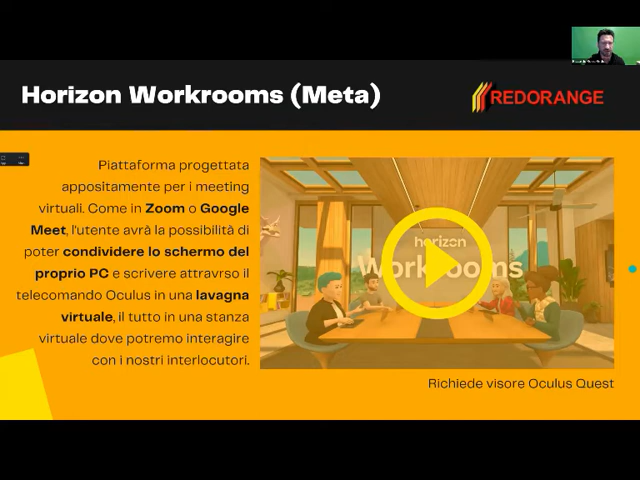 Horizon Workrooms (Meta)
REDORANGE
Piattaforma progettata
appositamente per i meeting
virtuali. Come in Zoom o Google
Meet, l'utente avrà la possibilità di
poter condividere lo schermo del
proprio PC e scrivere attravrso il
telecomando Oculus in una lavagna
virtuale, il tutto in una stanza
virtuale dove potremo interagire
con i nostri interlocutori.
horizon
Workrooms
Richiede visore Oculus Quest